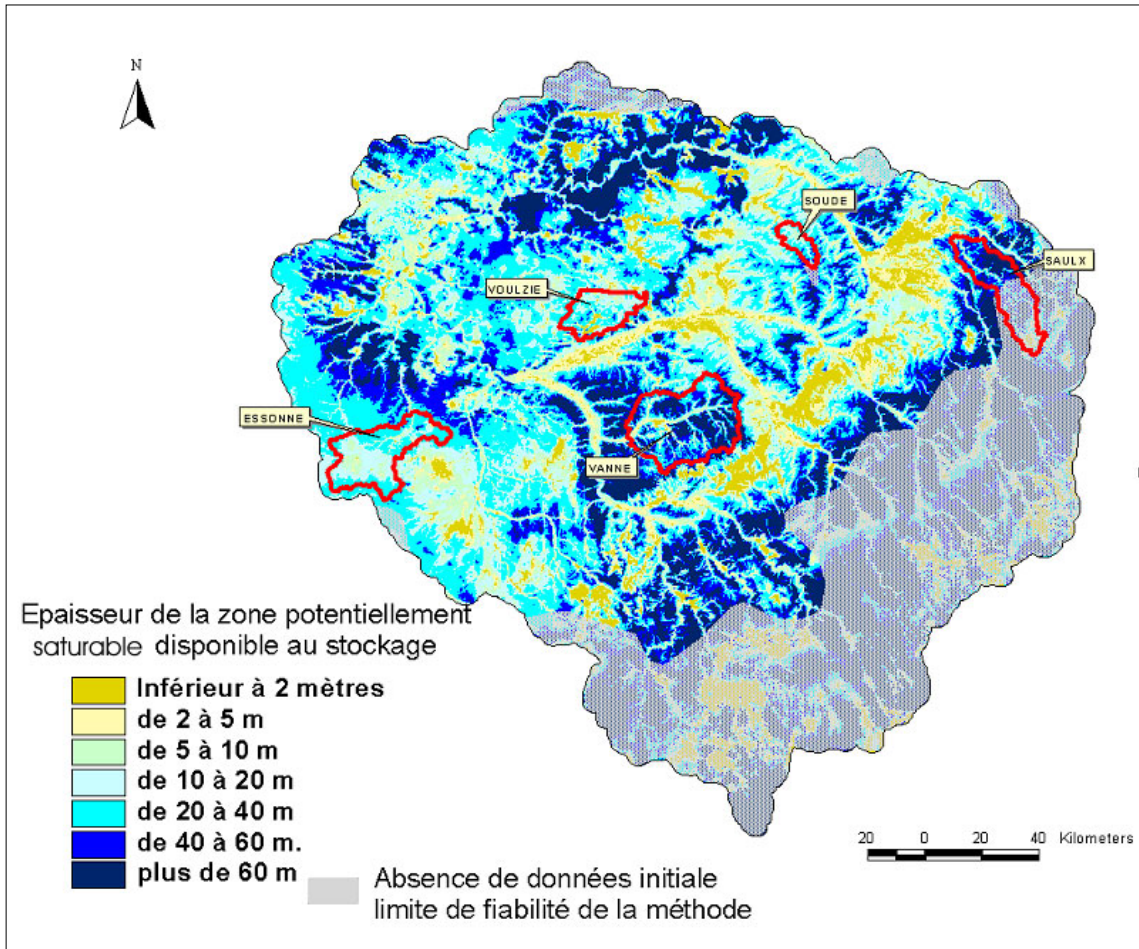 N
SOUDE
SAULX
VOULZIE
ESSONNE
VANNE
Epaisseur de la zone potentiellement
saturable disponible au stockage
Inférieur à 2 mètres
de 2 à 5 m
de 5 à 10 m
de 10 à 20 m
de 20 à 40 m
de 40 à 60 m.
plus de 60 m
Absence de données initiale
limite de fiabilité de la méthode
20 0 20 40 Kilometers